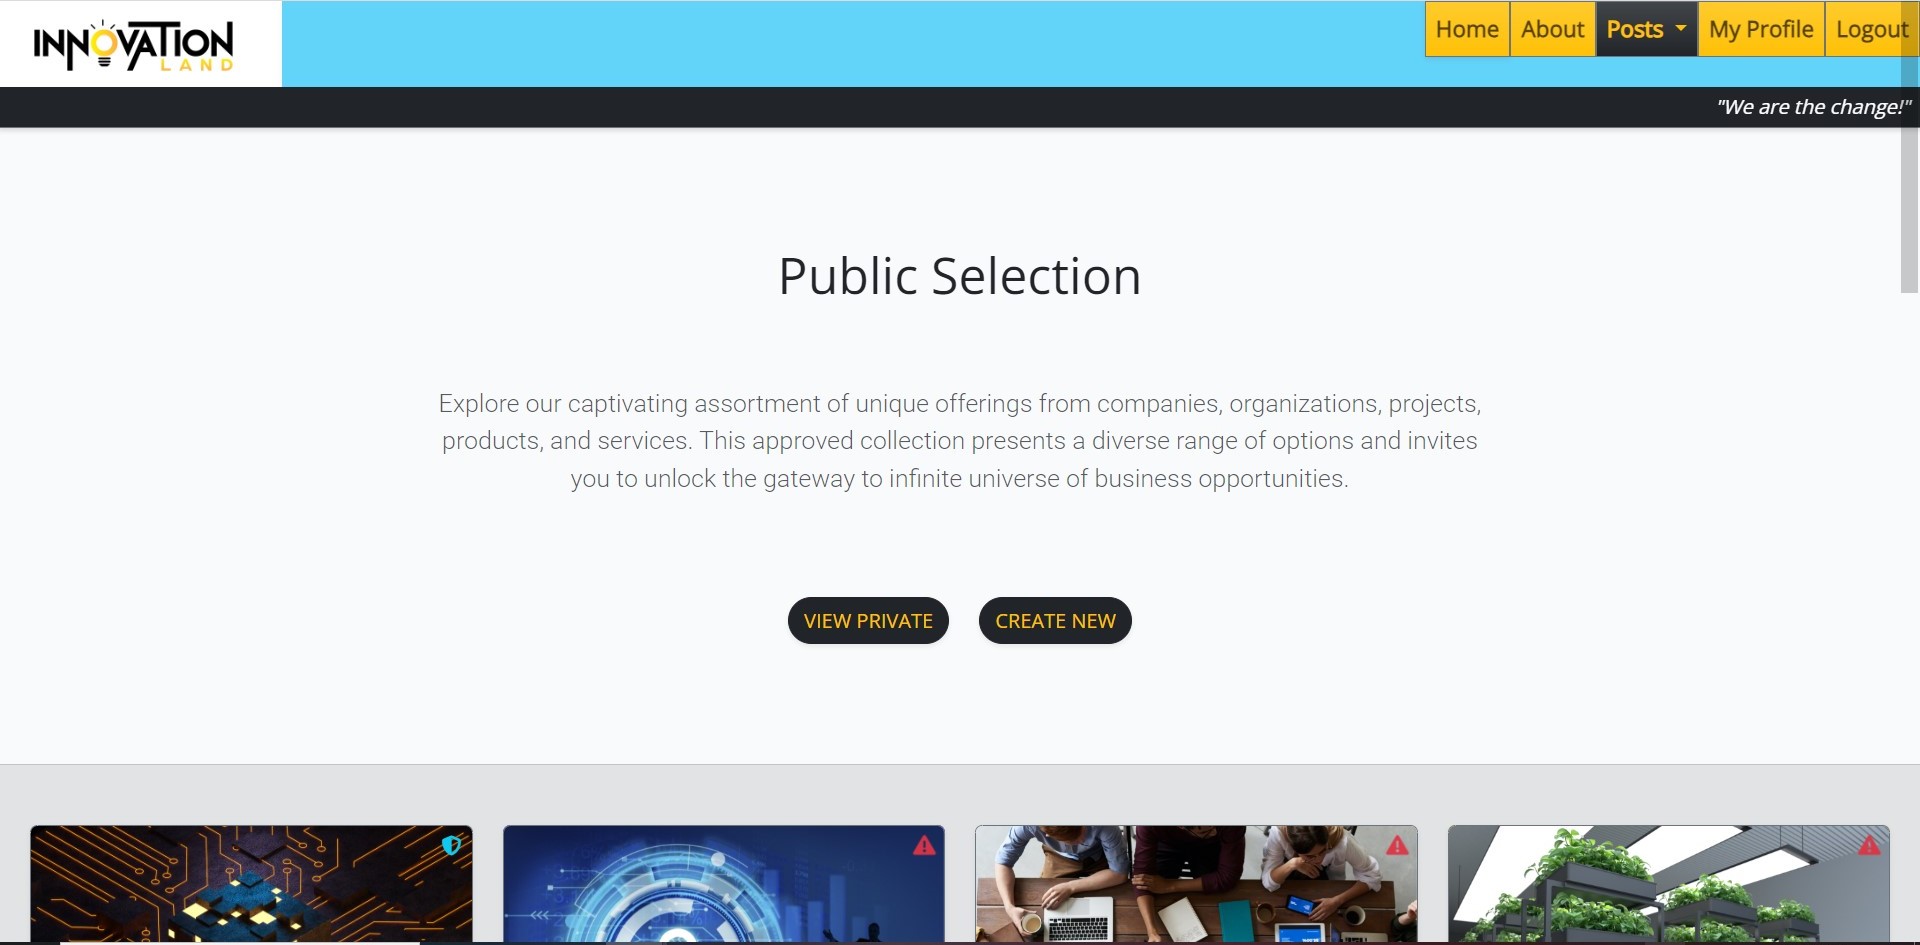 INNOVATION
LAND
Home About Posts My Profile Logout
"We are the change!"
Public Selection
Explore our captivating assortment of unique offerings from companies, organizations, projects,
products, and services. This approved collection presents a diverse range of options and invites
you to unlock the gateway to infinite universe of business opportunities.
VIEW PRIVATE CREATE NEW